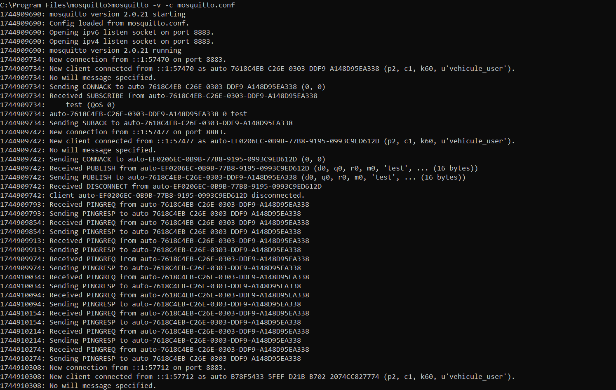 C:\Program Files\mosquitto>mosquitto -v -c mosquitto.conf
1744909690: mosquitto version 2.0.21 starting
1744909690: Config loaded from mosquitto.conf.
1744909690: Opening ipv6 listen socket on port 8883.
1744909690: Opening ipv4 listen socket on port 8883.
1744909690: mosquitto version 2.0.21 running
1744909734: New connection from ::1:57470 on port 8883.
1744909734: New client connected from ::1:57470 as auto-7618C4EB-C26E-0303-DDF9-A148D95EA338 (p2, c1, k60, u'vehicule_user').
1744909734: No will message specified.
1744909734: Sending CONNACK to auto-7618C4EB-C26E-0303-DDF9-A148D95EA338 (0, 0)
1744909734: Received SUBSCRIBE from auto-7618C4EB-C26E-0303-DDF9-A148D95EA338
1744909734:     test (QoS 0)
1744909734: auto-7618C4EB-C26E-0303-DDF9-A148D95EA338 0 test
1744909734: Sending SUBACK to auto-7618C4EB-C26E-0303-DDF9-A148D95EA338
1744909742: New connection from ::1:57477 on port 8883.
1744909742: New client connected from ::1:57477 as auto-EF0206EC-0B9B-77B8-9195-0993C9ED612D (p2, c1, k60, u'vehicule_user').
1744909742: No will message specified.
1744909742: Sending CONNACK to auto-EF0206EC-0B9B-77B8-9195-0993C9ED612D (0, 0)
1744909742: Received PUBLISH from auto-EF0206EC-0B9B-77B8-9195-0993C9ED612D (d0, q0, r0, m0, 'test', ... (16 bytes))
1744909742: Sending PUBLISH to auto-7618C4EB-C26E-0303-DDF9-A148D95EA338 (d0, q0, r0, m0, 'test', ... (16 bytes))
1744909742: Received DISCONNECT from auto-EF0206EC-0B9B-77B8-9195-0993C9ED612D
1744909742: Client auto-EF0206EC-0B9B-77B8-9195-0993C9ED612D disconnected.
1744909793: Received PINGREQ from auto-7618C4EB-C26E-0303-DDF9-A148D95EA338
1744909793: Sending PINGRESP to auto-7618C4EB-C26E-0303-DDF9-A148D95EA338
1744909854: Received PINGREQ from auto-7618C4EB-C26E-0303-DDF9-A148D95EA338
1744909854: Sending PINGRESP to auto-7618C4EB-C26E-0303-DDF9-A148D95EA338
1744909913: Received PINGREQ from auto-7618C4EB-C26E-0303-DDF9-A148D95EA338
1744909913: Sending PINGRESP to auto-7618C4EB-C26E-0303-DDF9-A148D95EA338
1744909974: Received PINGREQ from auto-7618C4EB-C26E-0303-DDF9-A148D95EA338
1744909974: Sending PINGRESP to auto-7618C4EB-C26E-0303-DDF9-A148D95EA338
1744910034: Received PINGREQ from auto-7618C4EB-C26E-0303-DDF9-A148D95EA338
1744910034: Sending PINGRESP to auto-7618C4EB-C26E-0303-DDF9-A148D95EA338
1744910094: Received PINGREQ from auto-7618C4EB-C26E-0303-DDF9-A148D95EA338
1744910094: Sending PINGRESP to auto-7618C4EB-C26E-0303-DDF9-A148D95EA338
1744910154: Received PINGREQ from auto-7618C4EB-C26E-0303-DDF9-A148D95EA338
1744910154: Sending PINGRESP to auto-7618C4EB-C26E-0303-DDF9-A148D95EA338
1744910214: Received PINGREQ from auto-7618C4EB-C26E-0303-DDF9-A148D95EA338
1744910214: Sending PINGRESP to auto-7618C4EB-C26E-0303-DDF9-A148D95EA338
1744910274: Received PINGREQ from auto-7618C4EB-C26E-0303-DDF9-A148D95EA338
1744910274: Sending PINGRESP to auto-7618C4EB-C26E-0303-DDF9-A148D95EA338
1744910308: New connection from ::1:57712 on port 8883.
1744910308: New client connected from ::1:57712 as auto-B78F5433-5FEF-D21B-B702-2074CC827774 (p2, c1, k60, u'vehicule_user').
1744910308: No will message specified.